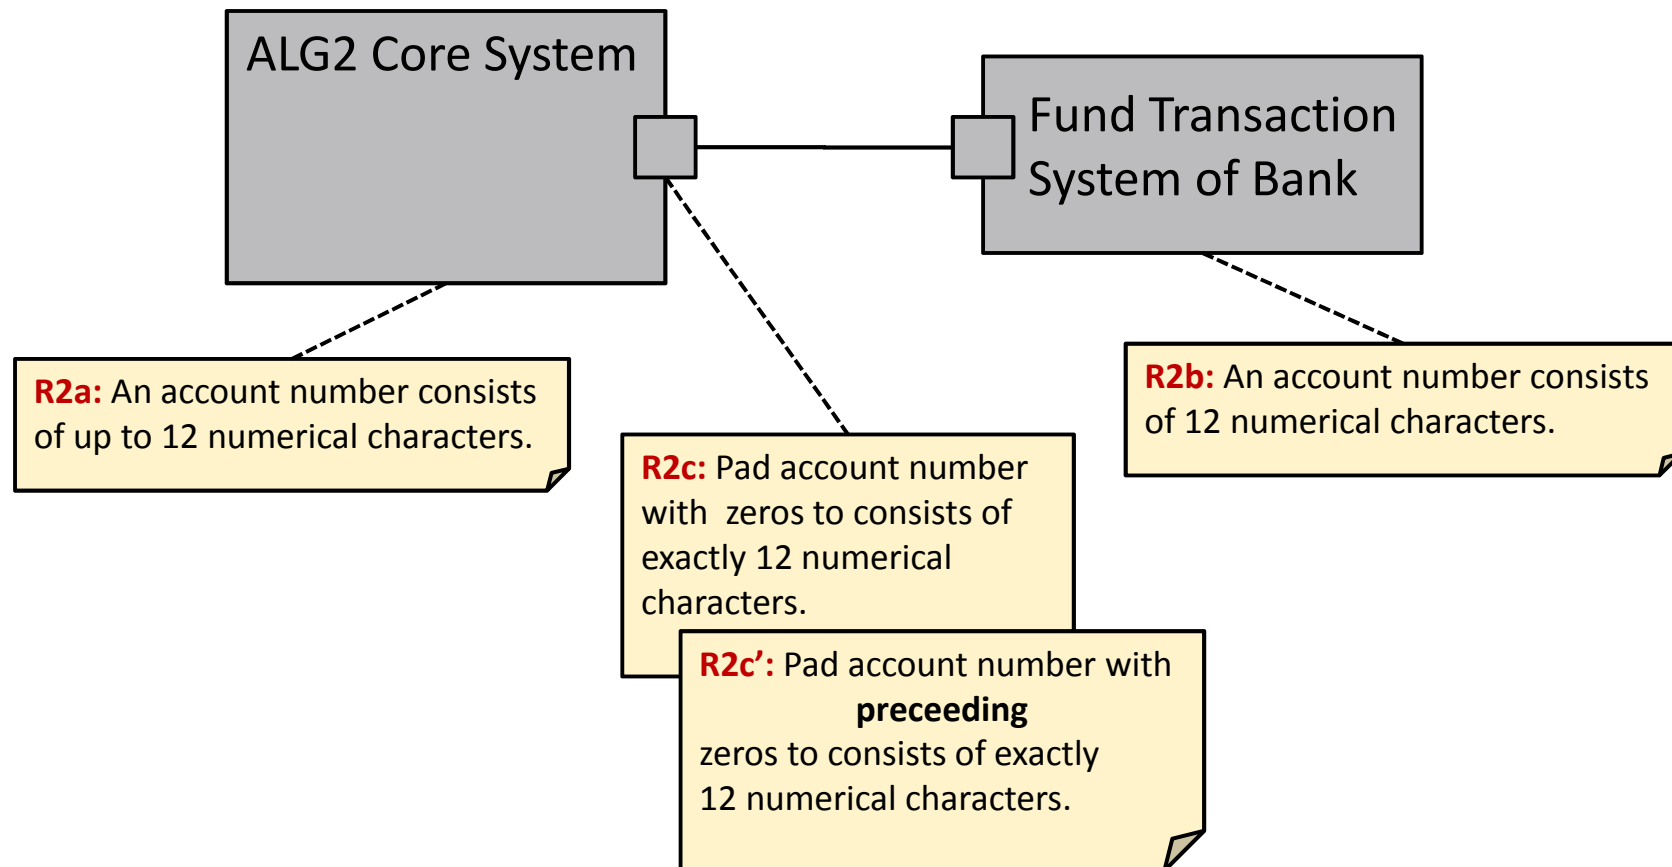 ALG2 Core System
Fund Transaction
System of Bank
R2a: An account number consists
of up to 12 numerical characters.
R2b: An account number consists
of 12 numerical characters.
R2c: Pad account number
with  zeros to consists of
exactly 12 numerical
characters.
R2c’: Pad account number with
preceeding
zeros to consists of exactly
12 numerical characters.